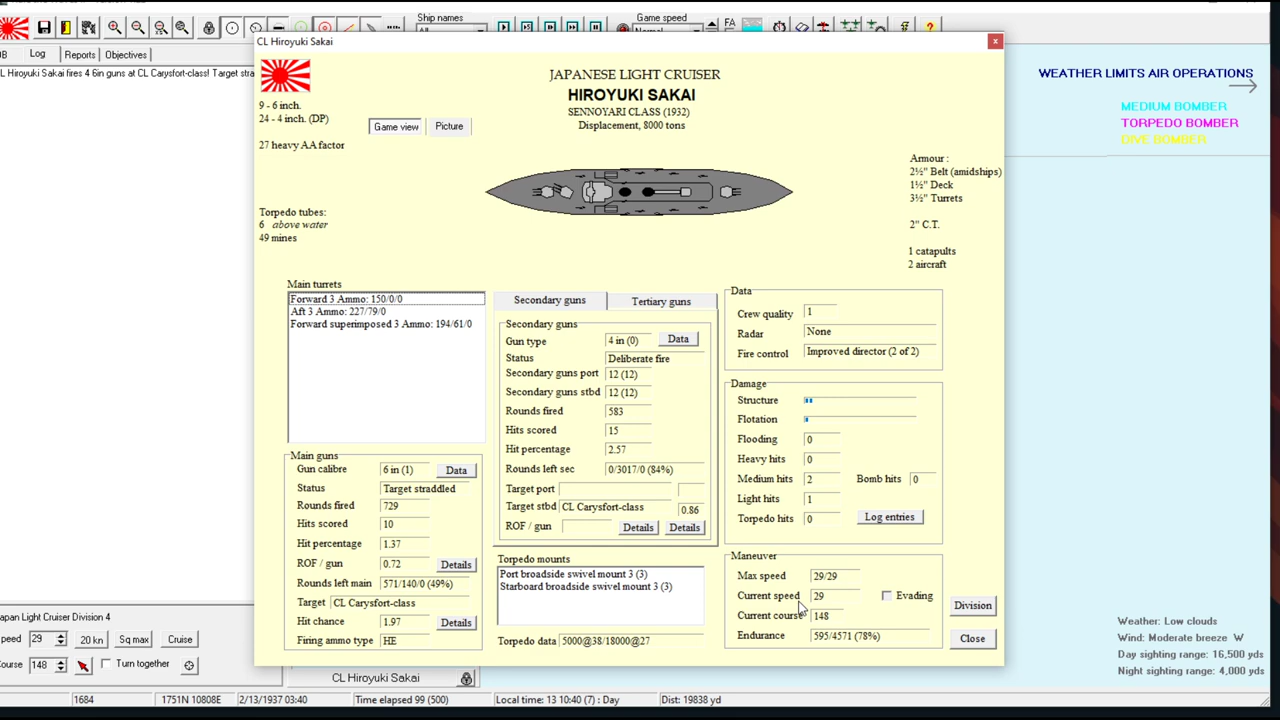 Ship names
Game speed
FA
All
Normal
CL Hiroyuki Sakai
x
OB
Log
Reports
Objectives
CL Hiroyuki Sakai fires 4 6in guns at CL Carysfort-class! Target stra
JAPANESE LIGHT CRUISER
HIROYUKI SAKAI
SENNOYARI CLASS (1932)
Displacement, 8000 tons
9 - 6 inch.
24 - 4 inch. (DP)
27 heavy AA factor
Game view
Picture
Torpedo tubes:
6 above water
49 mines
Armour :
2½" Belt (amidships)
1½" Deck
3½" Turrets
2" C.T.
1 catapults
2 aircraft
WEATHER LIMITS AIR OPERATIONS
MEDIUM BOMBER
TORPEDO BOMBER
DIVE BOMBER
Main turrets
Forward 3 Ammo: 150/0/0
Aft 3 Ammo: 227/79/0
Forward superimposed 3 Ammo: 194/61/0
Main guns
Gun calibre 6 in (1) Data
Status Target straddled
Rounds fired 729
Hits scored 10
Hit percentage 1.37
ROF / gun 0.72 Details
Rounds left main 571/140/0 (49%)
Target CL Carysfort-class
Hit chance 1.97 Details
Firing ammo type HE
Secondary guns
Tertiary guns
Secondary guns
Gun type 4 in (0) Data
Status Deliberate fire
Secondary guns port 12 (12)
Secondary guns stbd 12 (12)
Rounds fired 583
Hits scored 15
Hit percentage 2.57
Rounds left sec 0/3017/0 (84%)
Target port
Target stbd CL Carysfort-class 0.86
ROF / gun Details Details
Torpedo mounts
Port broadside swivel mount 3 (3)
Starboard broadside swivel mount 3 (3)
Torpedo data 5000@38/18000@27
Data
Crew quality 1
Radar None
Fire control Improved director (2 of 2)
Damage
Structure
Flotation
Flooding 0
Heavy hits 0
Medium hits 2 Bomb hits 0
Light hits 1
Torpedo hits 0 Log entries
Maneuver
Max speed 29/29
Current speed 29 Evading
Current course 148
Endurance 595/4571 (78%)
Division
Close
Japan Light Cruiser Division 4
Speed 29 20 kn Sq max Cruise
Course 148 Turn together
CL Hiroyuki Sakai
Weather: Low clouds
Wind: Moderate breeze W
Day sighting range: 16,500 yds
Night sighting range: 4,000 yds
1684
1751N 10808E
2/13/1937 03:40
Time elapsed 99 (500)
Local time: 13 10:40 (7) : Day
Dist: 19838 yd